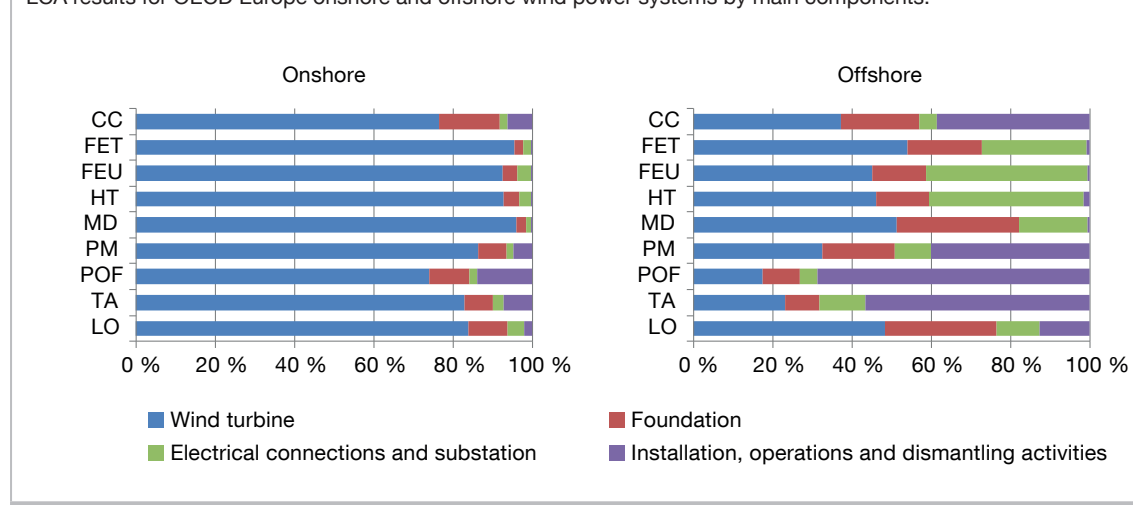 LCA results for OECD Europe onshore and offshore wind power systems by main components.
Onshore
CC
FET
FEU
HT
MD
PM
POF
TA
LO
0 % 20 % 40 % 60 % 80 % 100 %
Offshore
CC
FET
FEU
HT
MD
PM
POF
TA
LO
0 % 20 % 40 % 60 % 80 % 100 %
Wind turbine
Foundation
Electrical connections and substation
Installation, operations and dismantling activities